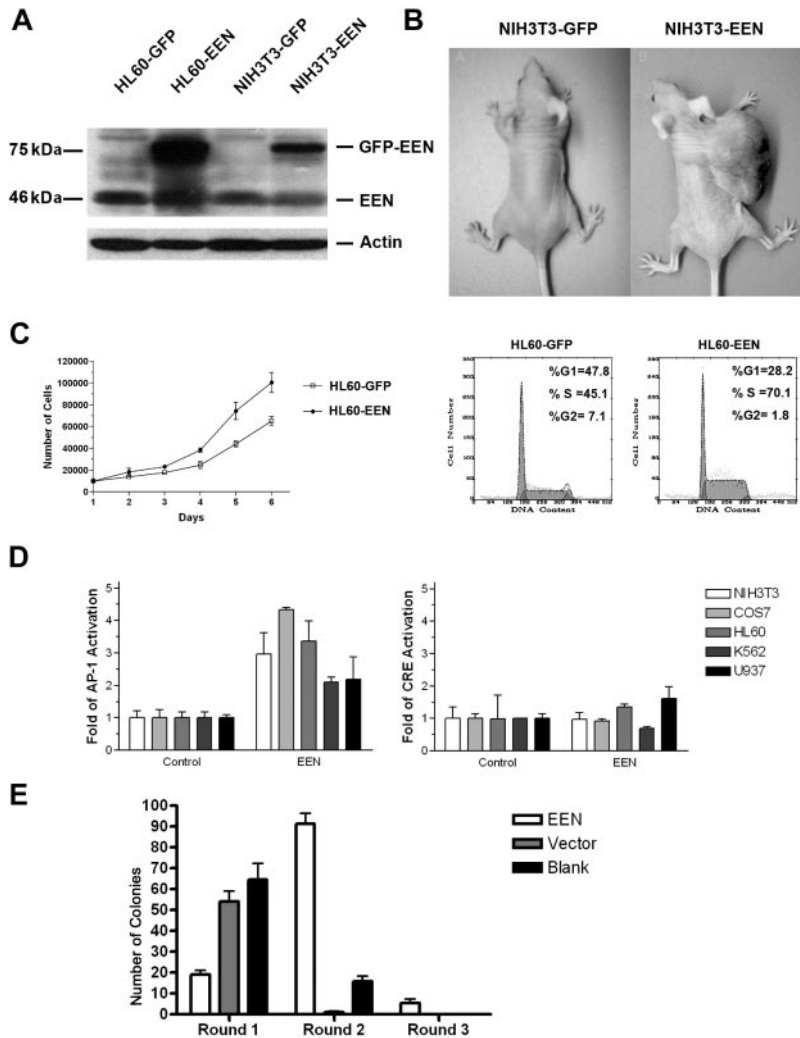 A
HL60-GFP
HL60-EEN
NIH3T3-GFP
NIH3T3-EEN
75 kDa
GFP-EEN
46 kDa
EEN
Actin
B
NIH3T3-GFP
NIH3T3-EEN
A
B
C
Number of Cells
120000
100000
80000
60000
40000
20000
0
1 2 3 4 5 6
Days
HL60-GFP
HL60-EEN
HL60-GFP
%G1=47.8
% S =45.1
%G2= 7.1
Cell Number
DNA Content
HL60-EEN
%G1=28.2
% S =70.1
%G2= 1.8
Cell Number
DNA Content
D
Fold of AP-1 Activation
5
4
3
2
1
0
Control
EEN
Fold of CRE Activation
5
4
3
2
1
0
Control
EEN
NIH3T3
COS7
HL60
K562
U937
E
Number of Colonies
100
90
80
70
60
50
40
30
20
10
0
Round 1
Round 2
Round 3
EEN
Vector
Blank